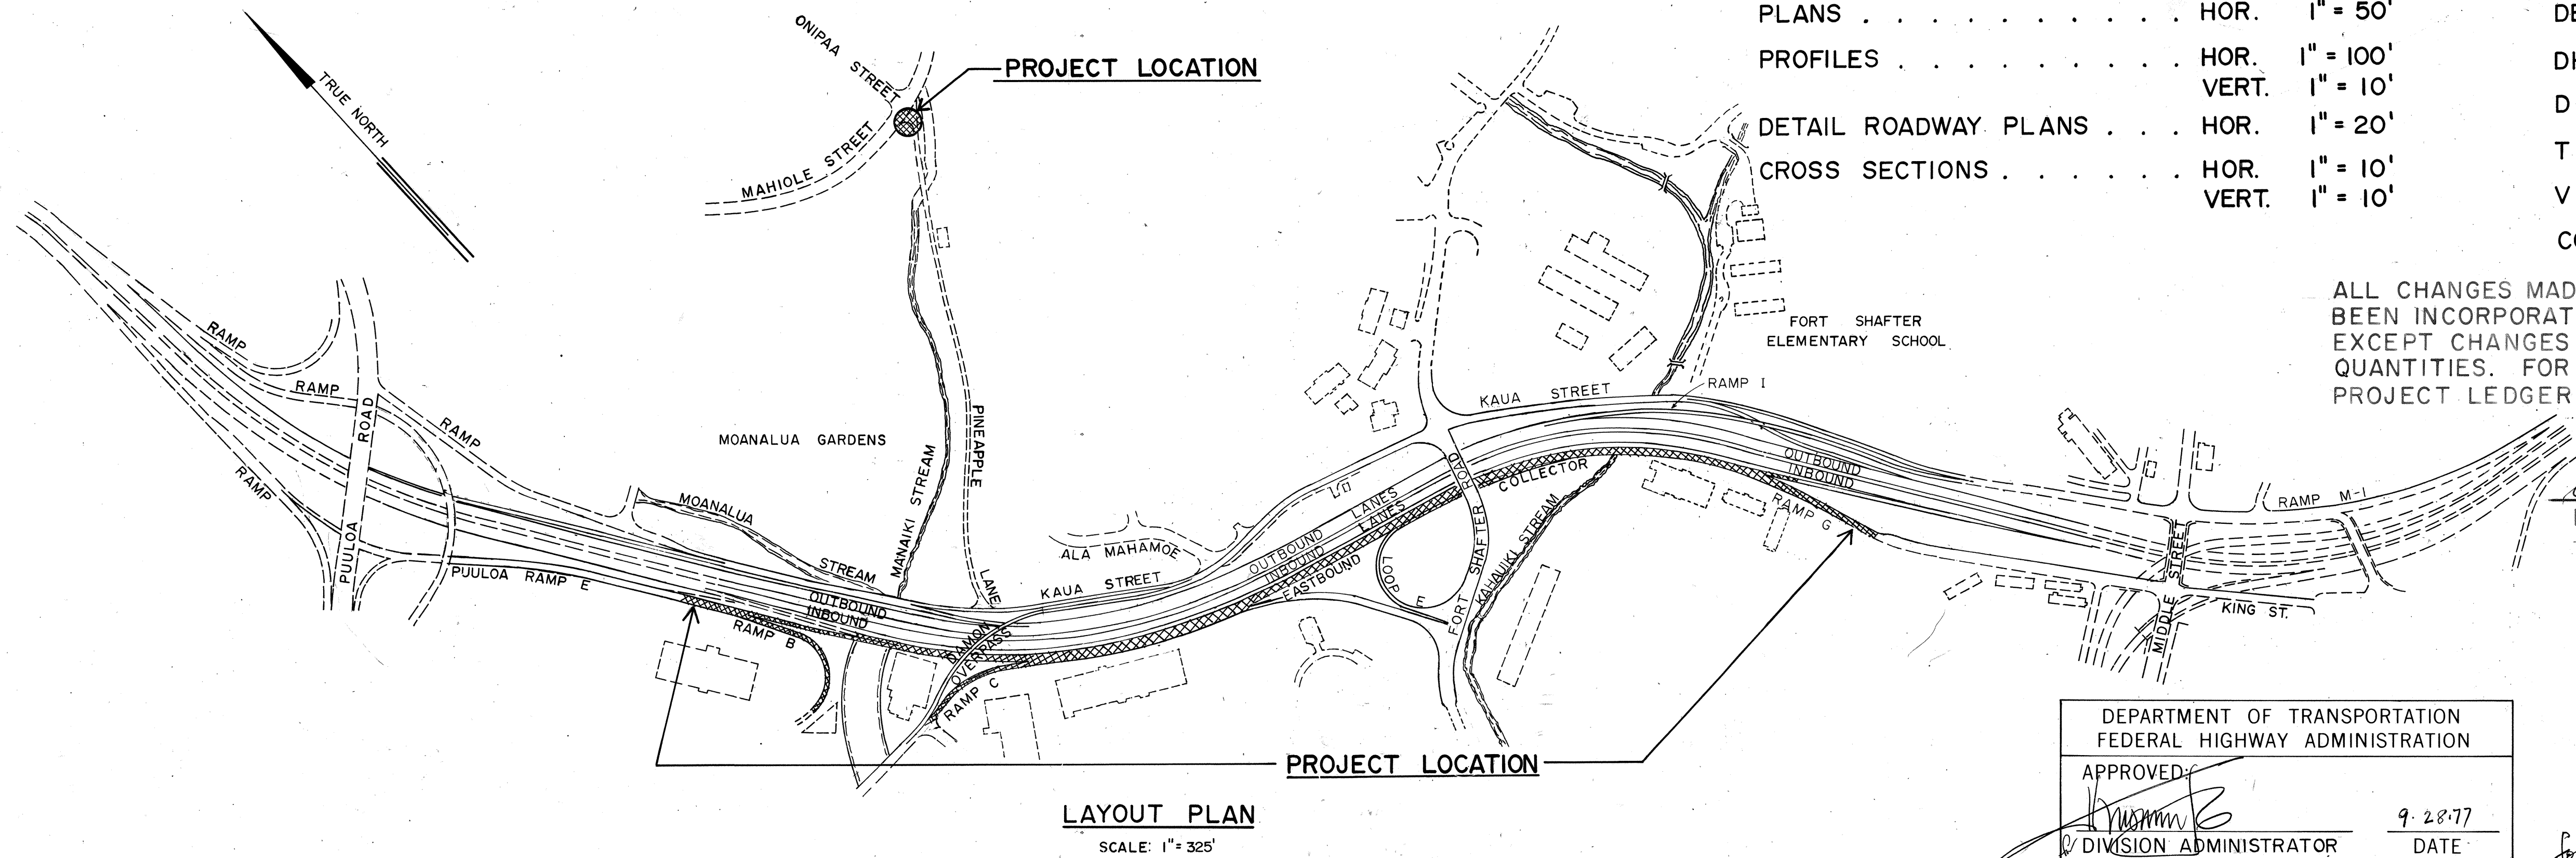 PLANS . . . . . . . . . . HOR. 1" = 50'
PROFILES . . . . . . . . . HOR. 1" = 100'
VERT. 1" = 10'
DETAIL ROADWAY PLANS . . . HOR. 1" = 20'
CROSS SECTIONS . . . . . . HOR. 1" = 10'
VERT. 1" = 10'
ALL CHANGES MAD
BEEN INCORPORAT
EXCEPT CHANGES
QUANTITIES. FOR
PROJECT LEDGER
TRUE NORTH
ONIPAA STREET
PROJECT LOCATION
MAHIOLE STREET
RAMP
RAMP
RAMP
RAMP
PUULOA ROAD
MOANALUA GARDENS
MOANALUA STREAM
MANAIKI STREAM
PINEAPPLE LANE
ALA MAHAMOE
KAUA STREET
KAUA STREET
FORT SHAFTER
ELEMENTARY SCHOOL
RAMP I
OUTBOUND
INBOUND
OUTBOUND LANES
INBOUND LANES
EASTBOUND COLLECTOR
LOOP E
FORT SHAFTER ROAD
KAHAUIKI STREAM
OUTBOUND
INBOUND
RAMP G
RAMP M-1
MIDDLE STREET
KING ST.
PUULOA RAMP E
RAMP B
DAMON
OVERPASS
RAMP C
PROJECT LOCATION
LAYOUT PLAN
SCALE: 1" = 325'
DEPARTMENT OF TRANSPORTATION
FEDERAL HIGHWAY ADMINISTRATION
APPROVED:
9-28-77
DIVISION ADMINISTRATOR DATE